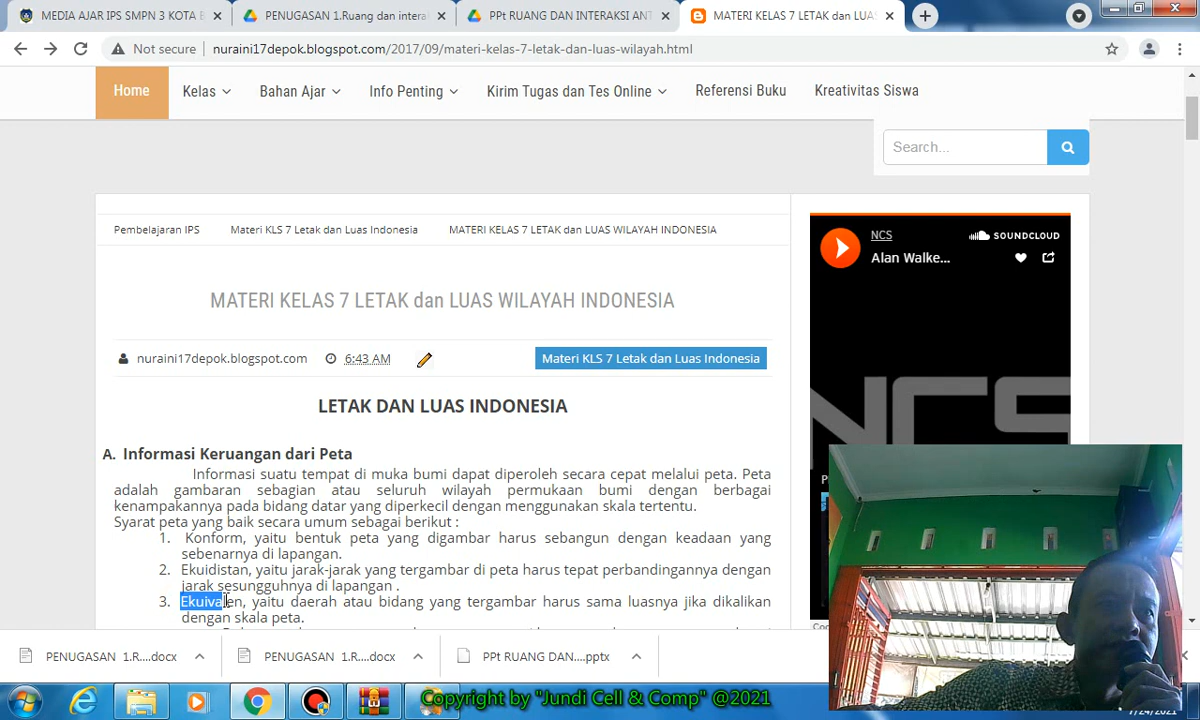 MEDIA AJAR IPS SMPN 3 KOTA B
PENUGASAN 1.Ruang dan intera
PPt RUANG DAN INTERAKSI ANT
MATERI KELAS 7 LETAK dan LUAS
Not secure
nuraini17depok.blogspot.com/2017/09/materi-kelas-7-letak-dan-luas-wilayah.html
Home
Kelas
Bahan Ajar
Info Penting
Kirim Tugas dan Tes Online
Referensi Buku
Kreativitas Siswa
Search...
Pembelajaran IPS
Materi KLS 7 Letak dan Luas Indonesia
MATERI KELAS 7 LETAK dan LUAS WILAYAH INDONESIA
NCS
SOUNDCLOUD
Alan Walke...
MATERI KELAS 7 LETAK dan LUAS WILAYAH INDONESIA
nuraini17depok.blogspot.com
6:43 AM
Materi KLS 7 Letak dan Luas Indonesia
LETAK DAN LUAS INDONESIA
A. Informasi Keruangan dari Peta
Informasi suatu tempat di muka bumi dapat diperoleh secara cepat melalui peta. Peta
adalah gambaran sebagian atau seluruh wilayah permukaan bumi dengan berbagai
kenampakannya pada bidang datar yang diperkecil dengan menggunakan skala tertentu.
Syarat peta yang baik secara umum sebagai berikut :
1. Konform, yaitu bentuk peta yang digambar harus sebangun dengan keadaan yang
sebenarnya di lapangan.
2. Ekuidistan, yaitu jarak-jarak yang tergambar di peta harus tepat perbandingannya dengan
jarak sesungguhnya di lapangan .
3. Ekuivalen, yaitu daerah atau bidang yang tergambar harus sama luasnya jika dikalikan
dengan skala peta.
PENUGASAN 1.R....docx
PENUGASAN 1.R....docx
PPt RUANG DAN....pptx
Copyright by "Jundi Cell & Comp" @2021
7/24/2021